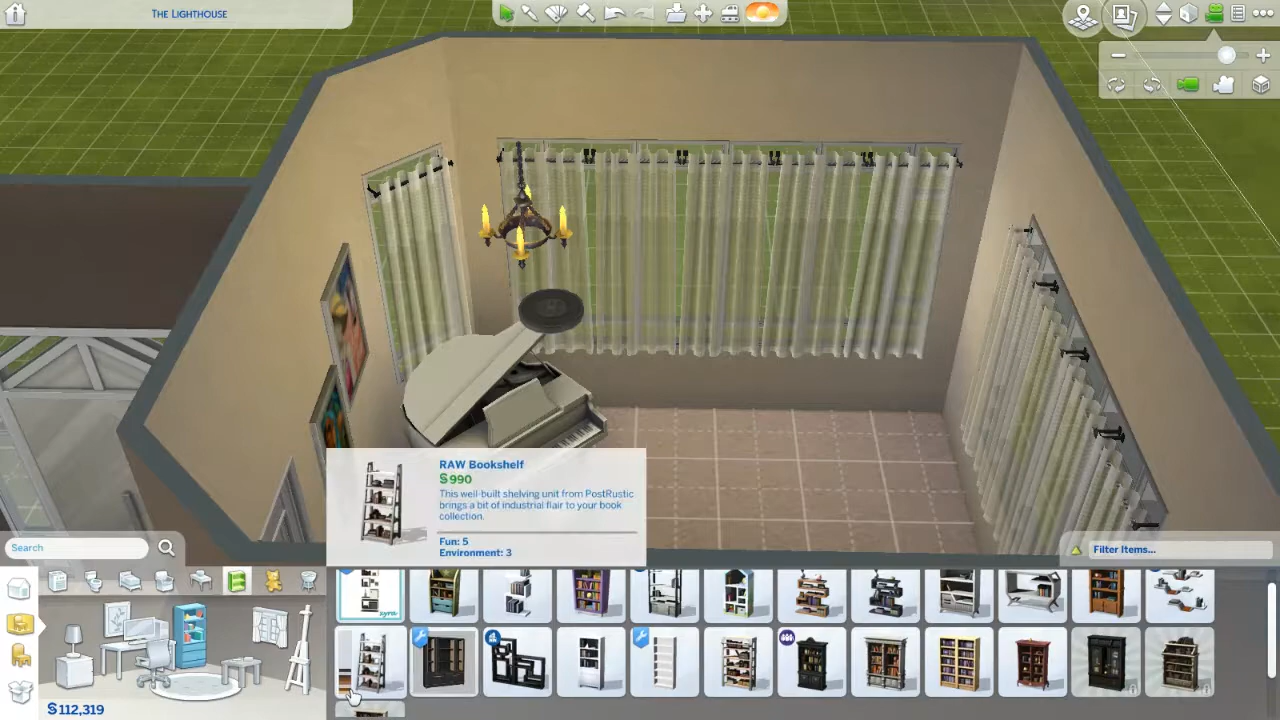 The Lighthouse
RAW Bookshelf
§990
This well-built shelving unit from PostRustic
brings a bit of industrial flair to your book
collection.
Fun: 5
Environment: 3
Search
Filter Items...
§112,319